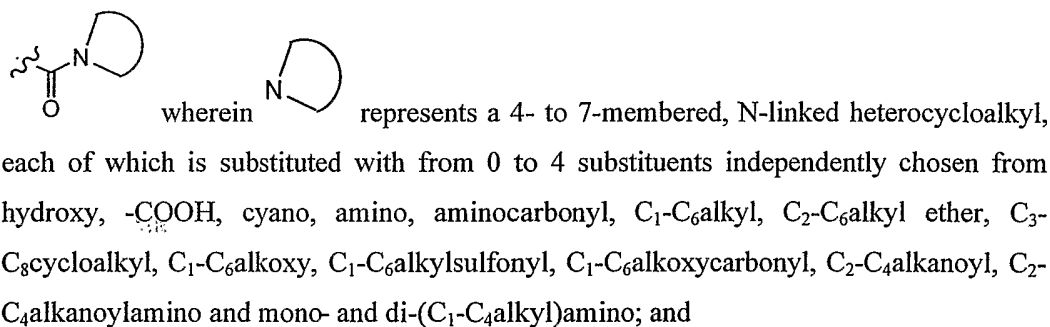 N
O
wherein N represents a 4- to 7-membered, N-linked heterocycloalkyl,
each of which is substituted with from 0 to 4 substituents independently chosen from
hydroxy, -COOH, cyano, amino, aminocarbonyl, C₁-C₆alkyl, C₂-C₆alkyl ether, C₃-
C₈cycloalkyl, C₁-C₆alkoxy, C₁-C₆alkylsulfonyl, C₁-C₆alkoxycarbonyl, C₂-C₄alkanoyl, C₂-
C₄alkanoylamino and mono- and di-(C₁-C₄alkyl)amino; and